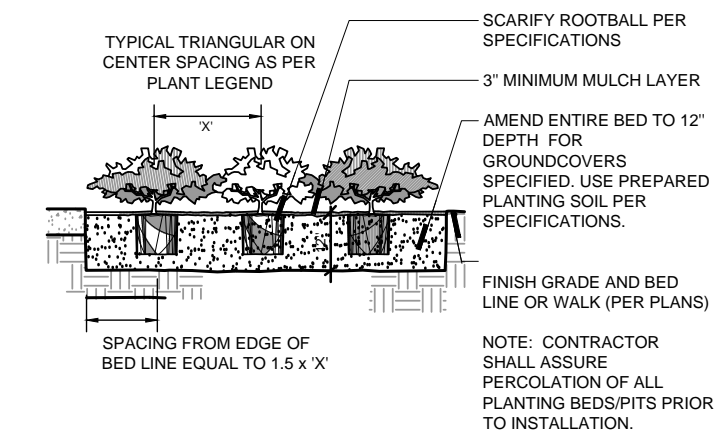 TYPICAL TRIANGULAR ON
CENTER SPACING AS PER
PLANT LEGEND
'X'
SPACING FROM EDGE OF
BED LINE EQUAL TO 1.5 x 'X'
SCARIFY ROOTBALL PER
SPECIFICATIONS
3" MINIMUM MULCH LAYER
AMEND ENTIRE BED TO 12"
DEPTH FOR
GROUNDCOVERS
SPECIFIED. USE PREPARED
PLANTING SOIL PER
SPECIFICATIONS.
FINISH GRADE AND BED
LINE OR WALK (PER PLANS)
NOTE: CONTRACTOR
SHALL ASSURE
PERCOLATION OF ALL
PLANTING BEDS/PITS PRIOR
TO INSTALLATION.